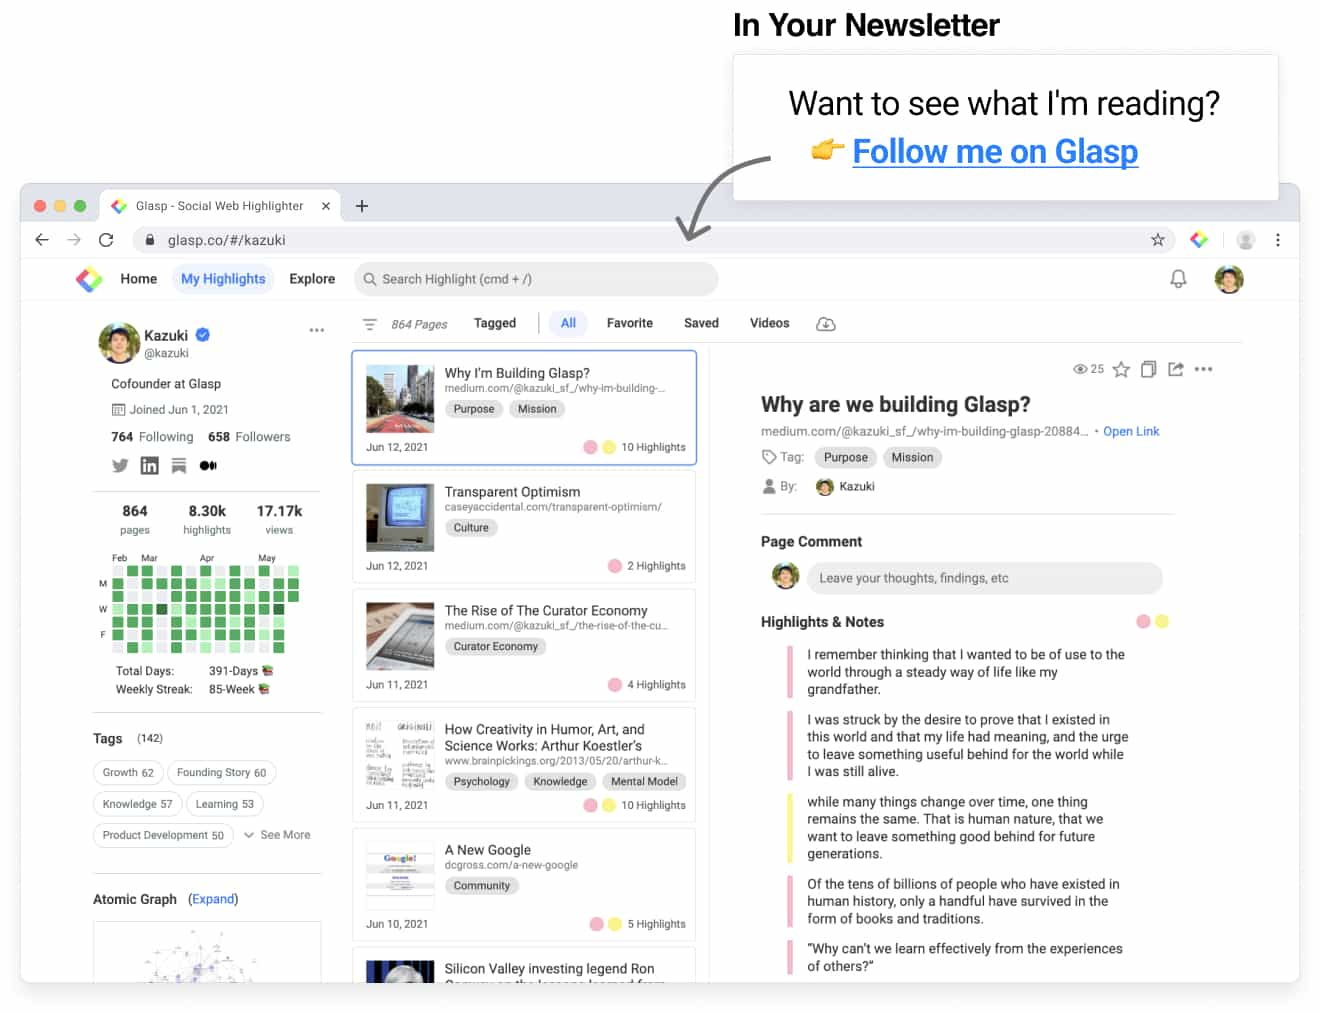 In Your Newsletter
Want to see what I'm reading?
👉 Follow me on Glasp
Glasp - Social Web Highlighter
glasp.co/#/kazuki
Home
My Highlights
Explore
Search Highlight (cmd + /)
Kazuki
@kazuki
Cofounder at Glasp
Joined Jun 1, 2021
764 Following 658 Followers
864 8.30k 17.17k
pages highlights views
Feb Mar Apr May
M
W
F
Total Days: 391-Days
Weekly Streak: 85-Week
Tags (142)
Growth 62 Founding Story 60
Knowledge 57 Learning 53
Product Development 50 See More
Atomic Graph (Expand)
864 Pages Tagged All Favorite Saved Videos
Why I'm Building Glasp?
medium.com/@kazuki_sf_/why-im-building-...
Purpose Mission
Jun 12, 2021 10 Highlights
Transparent Optimism
caseyaccidental.com/transparent-optimism/
Culture
Jun 12, 2021 2 Highlights
The Rise of The Curator Economy
medium.com/@kazuki_sf_/the-rise-of-the-cu...
Curator Economy
Jun 11, 2021 4 Highlights
How Creativity in Humor, Art, and
Science Works: Arthur Koestler's
www.brainpickings.org/2013/05/20/arthur-k...
Psychology Knowledge Mental Model
Jun 11, 2021 10 Highlights
Google!
A New Google
dcgross.com/a-new-google
Community
Jun 10, 2021 5 Highlights
Silicon Valley investing legend Ron
25
Why are we building Glasp?
medium.com/@kazuki_sf_/why-im-building-glasp-20884... • Open Link
Tag: Purpose Mission
By: Kazuki
Page Comment
Leave your thoughts, findings, etc
Highlights & Notes
I remember thinking that I wanted to be of use to the
world through a steady way of life like my
grandfather.
I was struck by the desire to prove that I existed in
this world and that my life had meaning, and the urge
to leave something useful behind for the world while
I was still alive.
while many things change over time, one thing
remains the same. That is human nature, that we
want to leave something good behind for future
generations.
Of the tens of billions of people who have existed in
human history, only a handful have survived in the
form of books and traditions.
"Why can't we learn effectively from the experiences
of others?"